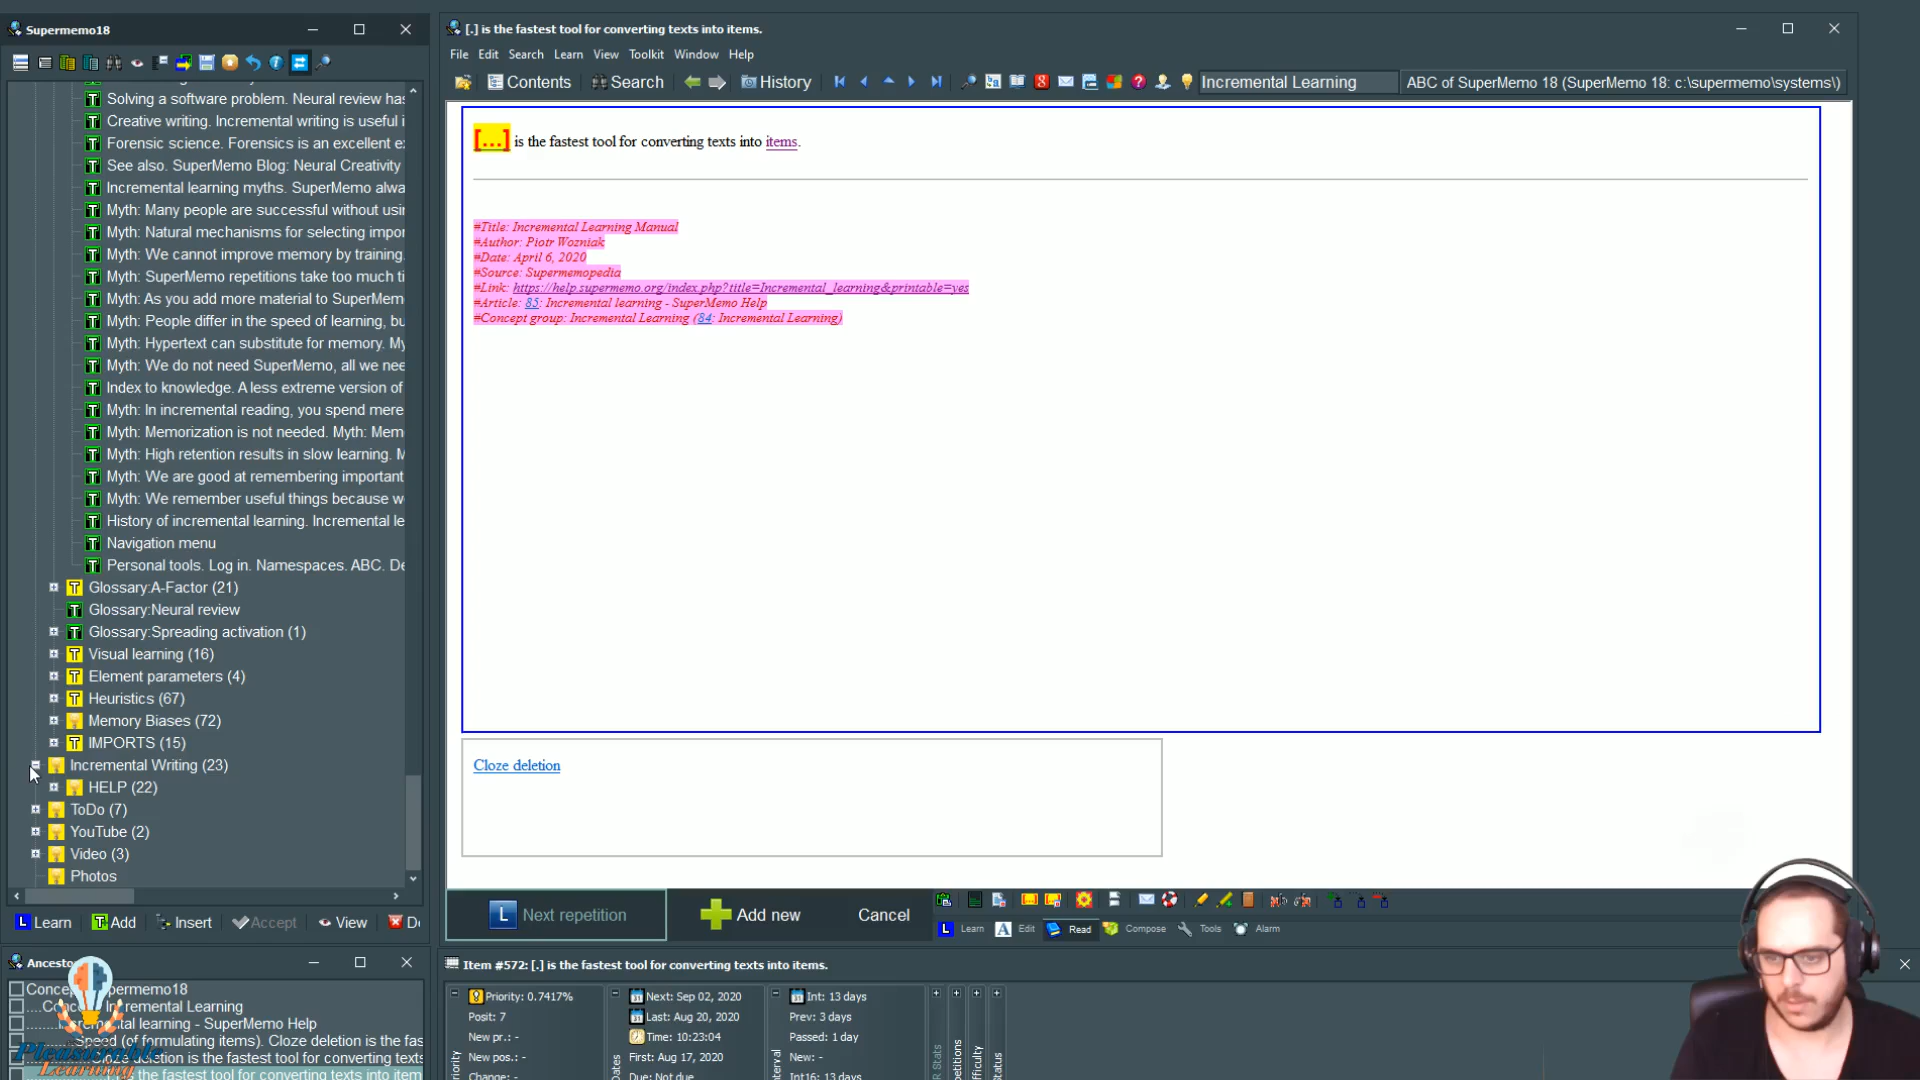 Supermemo18
Solving a software problem. Neural review has
Creative writing. Incremental writing is useful i
Forensic science. Forensics is an excellent e
See also. SuperMemo Blog: Neural Creativity
Incremental learning myths. SuperMemo alwa
Myth: Many people are successful without usin
Myth: Natural mechanisms for selecting impor
Myth: We cannot improve memory by training.
Myth: SuperMemo repetitions take too much ti
Myth: As you add more material to SuperMem
Myth: People differ in the speed of learning, bu
Myth: Hypertext can substitute for memory. My
Myth: We do not need SuperMemo, all we nee
Index to knowledge. A less extreme version of
Myth: In incremental reading, you spend mere
Myth: Memorization is not needed. Myth: Mem
Myth: High retention results in slow learning. M
Myth: We are good at remembering important
Myth: We remember useful things because w
History of incremental learning. Incremental le
Navigation menu
Personal tools. Log in. Namespaces. ABC. De
Glossary:A-Factor (21)
Glossary:Neural review
Glossary:Spreading activation (1)
Visual learning (16)
Element parameters (4)
Heuristics (67)
Memory Biases (72)
IMPORTS (15)
Incremental Writing (23)
HELP (22)
ToDo (7)
YouTube (2)
Video (3)
Photos
Learn Add Insert Accept View De
[.] is the fastest tool for converting texts into items.
File Edit Search Learn View Toolkit Window Help
Contents Search History Incremental Learning ABC of SuperMemo 18 (SuperMemo 18: c:\supermemo\systems\)
[...] is the fastest tool for converting texts into items.
#Title: Incremental Learning Manual
#Author: Piotr Wozniak
#Date: April 6, 2020
#Source: Supermemopedia
#Link: https://help.supermemo.org/index.php?title=Incremental_learning&printable=yes
#Article: 85: Incremental learning - SuperMemo Help
#Concept group: Incremental Learning (84: Incremental Learning)
Cloze deletion
Next repetition Add new Cancel
Learn Edit Read Compose Tools Alarm
Pleasurable
Learning
Incremental Learning
learning - SuperMemo Help
Speed (of formulating items). Cloze deletion is the fas
Cloze deletion is the fastest tool for converting texts
is the fastest tool for converting texts into item
Item #572: [.] is the fastest tool for converting texts into items.
Priority: 0.7417%
Posit: 7
New pr.: -
New pos.: -
Change: -
Next: Sep 02, 2020
Last: Aug 20, 2020
Time: 10:23:04
First: Aug 17, 2020
Due: Not due
Dates
Int: 13 days
Prev: 3 days
Passed: 1 day
New: -
Int16: 13 days